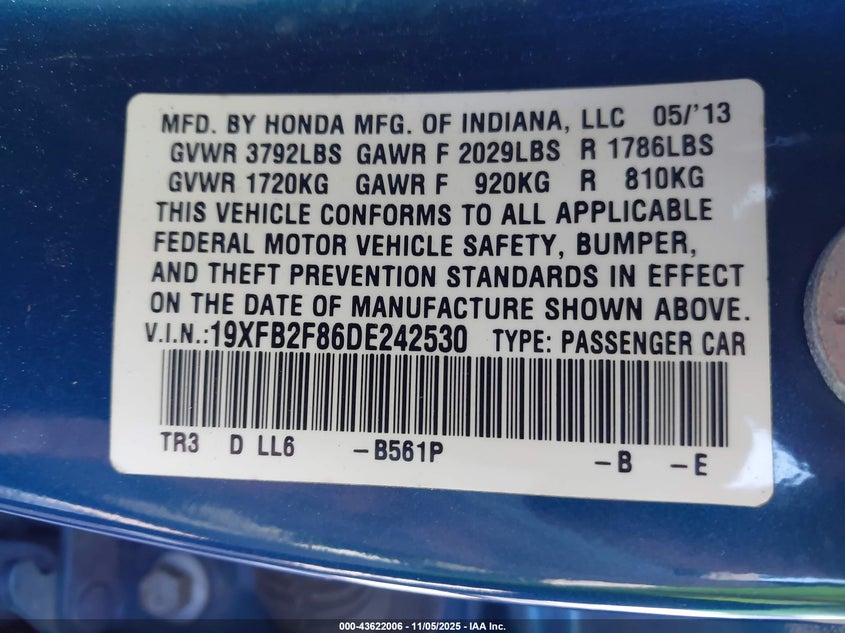 MFD. BY HONDA MFG. OF INDIANA, LLC 05/'13
GVWR 3792LBS GAWR F 2029LBS R 1786LBS
GVWR 1720KG GAWR F 920KG R 810KG
THIS VEHICLE CONFORMS TO ALL APPLICABLE
FEDERAL MOTOR VEHICLE SAFETY, BUMPER,
AND THEFT PREVENTION STANDARDS IN EFFECT
ON THE DATE OF MANUFACTURE SHOWN ABOVE.
V.I.N.:19XFB2F86DE242530 TYPE: PASSENGER CAR
TR3 D LL6 -B561P -B -E
000-43622006 - 11/05/2025 - IAA Inc.